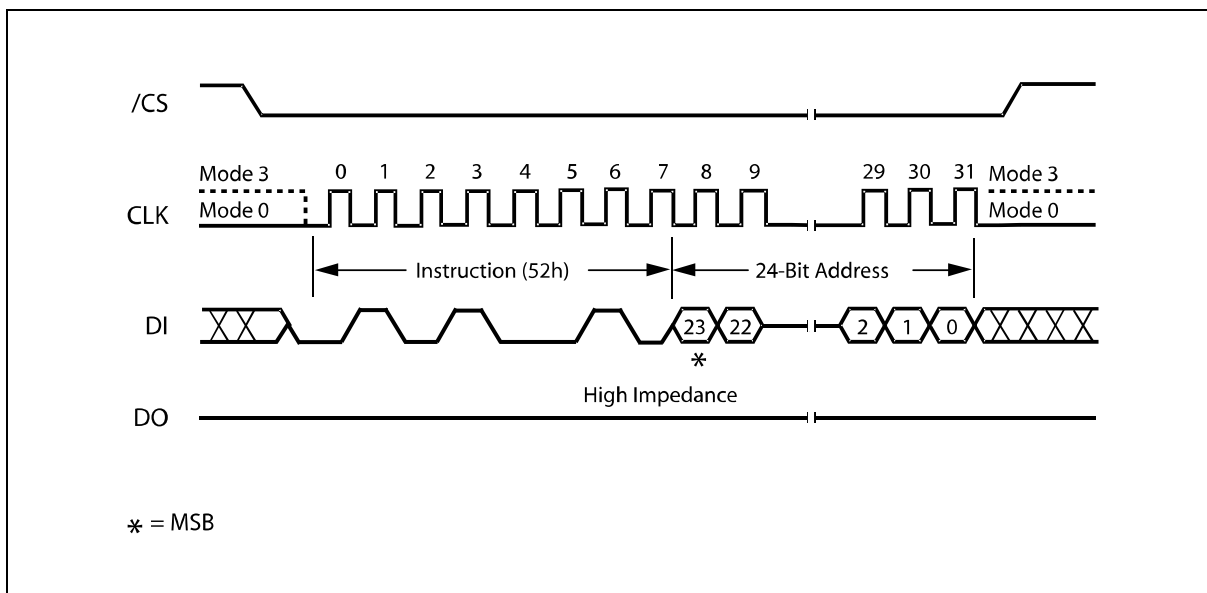 /CS
Mode 3 0 1 2 3 4 5 6 7 8 9 29 30 31 Mode 3
CLK Mode 0 Mode 0
Instruction (52h) 24-Bit Address
DI 23 22 2 1 0
*
High Impedance
DO
* = MSB